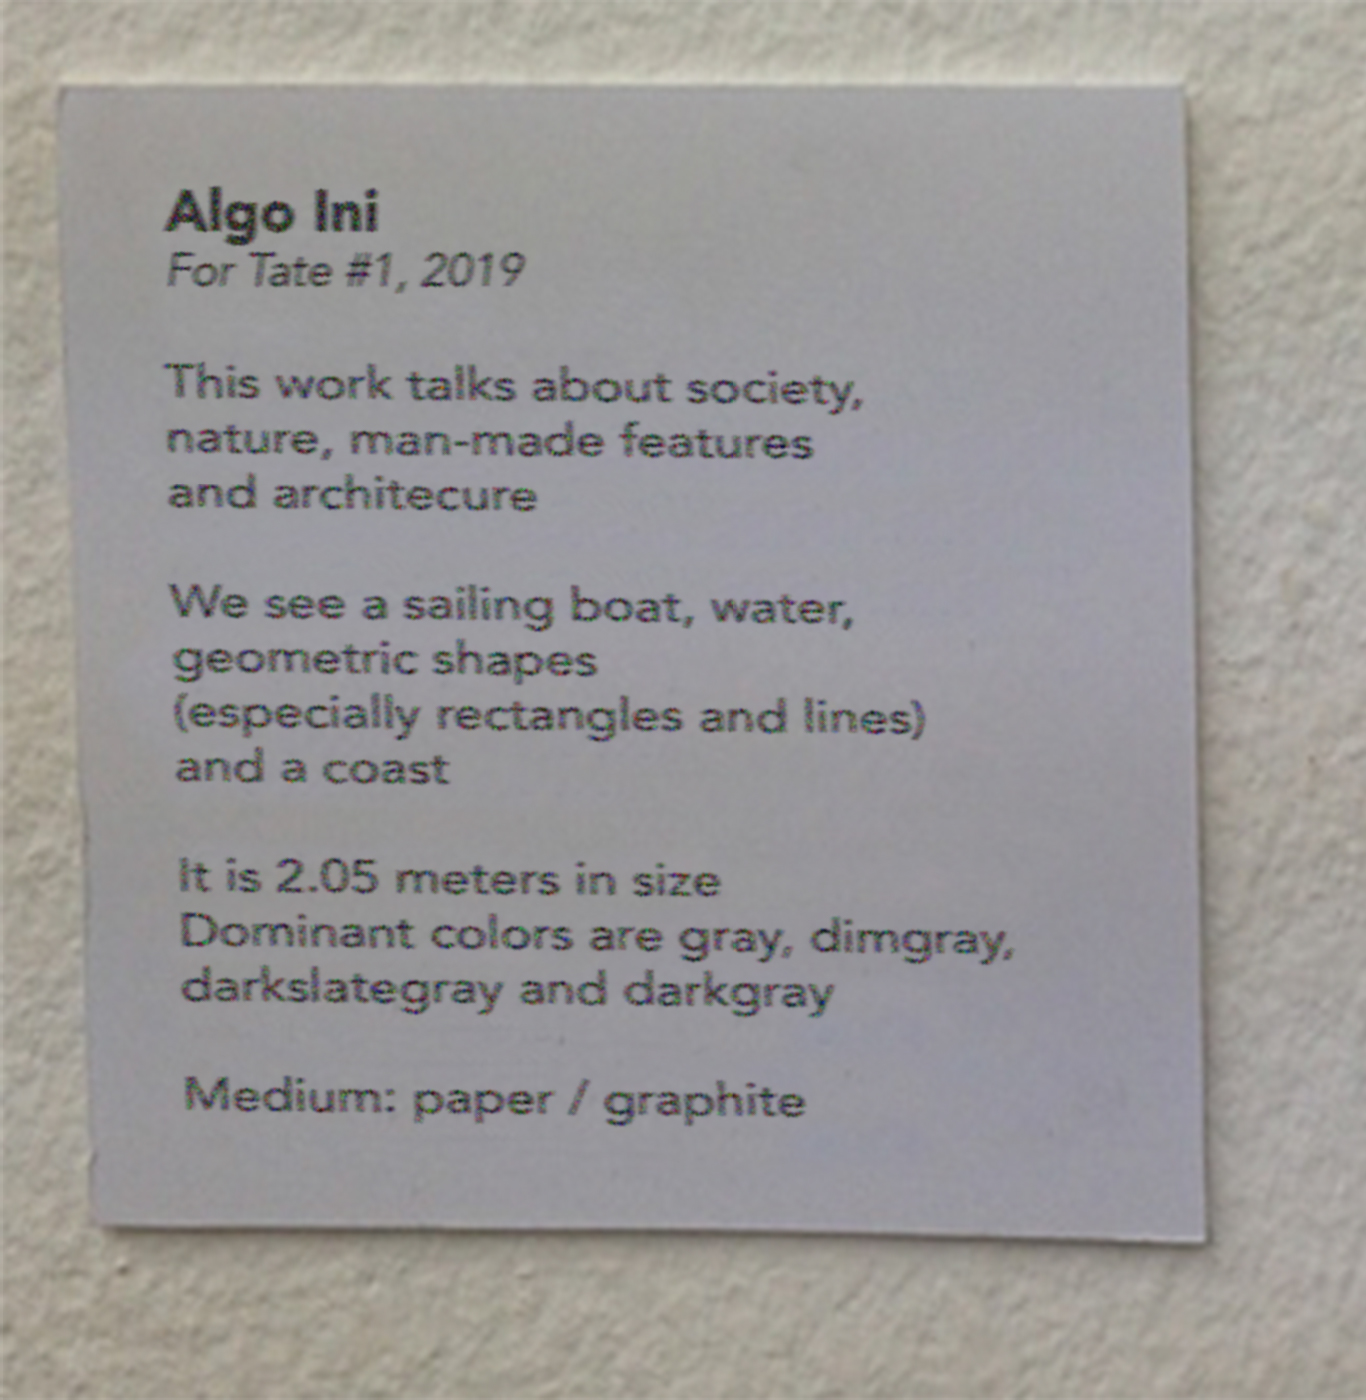 Algo Ini
For Tate #1, 2019
This work talks about society,
nature, man-made features
and architecure
We see a sailing boat, water,
geometric shapes
(especially rectangles and lines)
and a coast
It is 2.05 meters in size
Dominant colors are gray, dimgray,
darkslategray and darkgray
Medium: paper / graphite